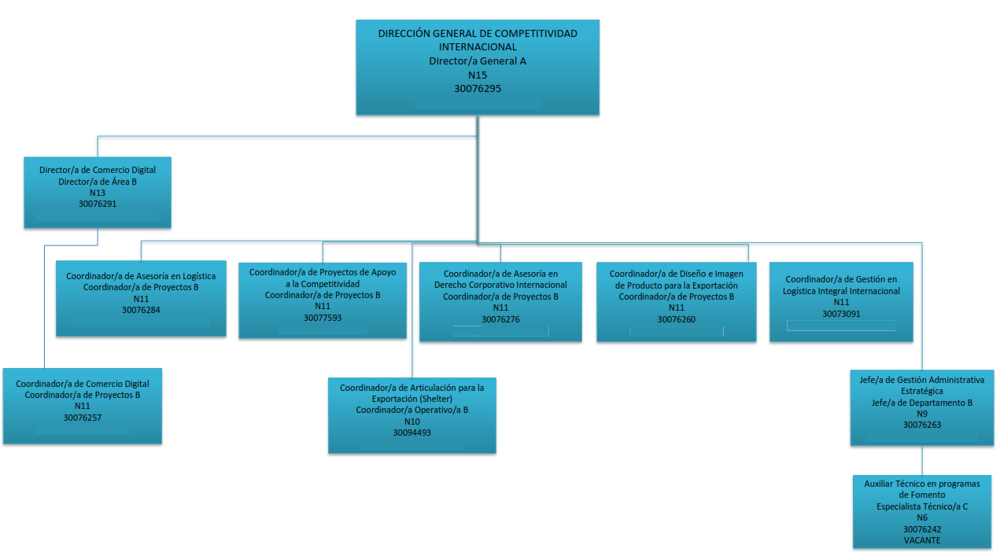 DIRECCIÓN GENERAL DE COMPETITIVIDAD
INTERNACIONAL
Director/a General A
N15
30076295
Director/a de Comercio Digital
Director/a de Área B
N13
30076291
Coordinador/a de Asesoría en Logística
Coordinador/a de Proyectos B
N11
30076284
Coordinador/a de Proyectos de Apoyo
a la Competitividad
Coordinador/a de Proyectos B
N11
30077593
Coordinador/a de Asesoría en
Derecho Corporativo Internacional
Coordinador/a de Proyectos B
N11
30076276
Coordinador/a de Diseño e Imagen
de Producto para la Exportación
Coordinador/a de Proyectos B
N11
30076260
Coordinador/a de Gestión en
Logística Integral Internacional
N11
30073091
Coordinador/a de Comercio Digital
Coordinador/a de Proyectos B
N11
30076257
Coordinador/a de Articulación para la
Exportación (Shelter)
Coordinador/a Operativo/a B
N10
30094493
Jefe/a de Gestión Administrativa
Estratégica
Jefe/a de Departamento B
N9
30076263
Auxiliar Técnico en programas
de Fomento
Especialista Técnico/a C
N6
30076242
VACANTE